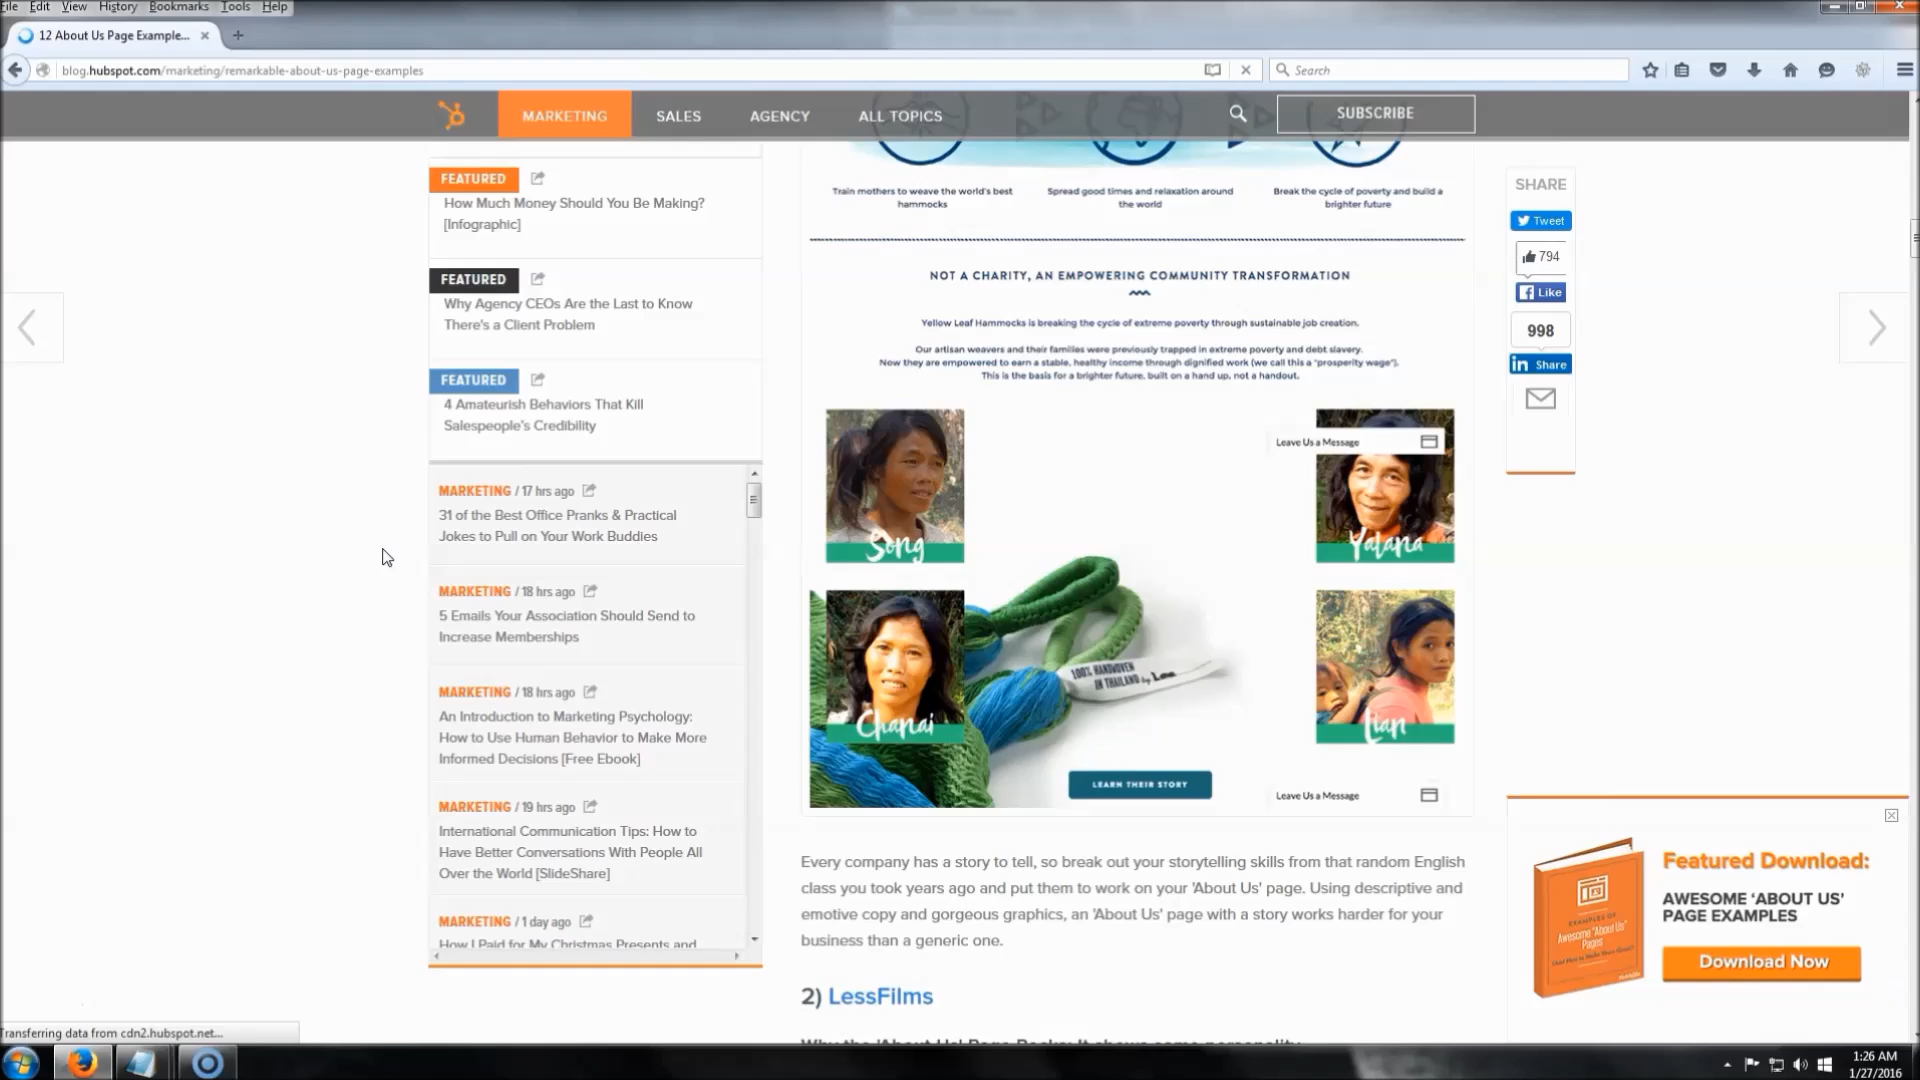 File Edit View History Bookmarks Tools Help
12 About Us Page Example...
blog.hubspot.com/marketing/remarkable-about-us-page-examples
Search
MARKETING SALES AGENCY ALL TOPICS
SUBSCRIBE
FEATURED
How Much Money Should You Be Making?
[Infographic]
FEATURED
Why Agency CEOs Are the Last to Know
There's a Client Problem
FEATURED
4 Amateurish Behaviors That Kill
Salespeople's Credibility
MARKETING / 17 hrs ago
31 of the Best Office Pranks & Practical
Jokes to Pull on Your Work Buddies
MARKETING / 18 hrs ago
5 Emails Your Association Should Send to
Increase Memberships
MARKETING / 18 hrs ago
An Introduction to Marketing Psychology:
How to Use Human Behavior to Make More
Informed Decisions [Free Ebook]
MARKETING / 19 hrs ago
International Communication Tips: How to
Have Better Conversations With People All
Over the World [SlideShare]
MARKETING / 1 day ago
How I Paid for My Christmas Presents and
Train mothers to weave the world's best
hammocks
Spread good times and relaxation around
the world
Break the cycle of poverty and build a
brighter future
NOT A CHARITY, AN EMPOWERING COMMUNITY TRANSFORMATION
Yellow Leaf Hammocks is breaking the cycle of extreme poverty through sustainable job creation.
Our artisan weavers and their families were previously trapped in extreme poverty and debt slavery.
Now they are empowered to earn a stable, healthy income through dignified work (we call this a "prosperity wage").
This is the basis for a brighter future, built on a hand up, not a handout.
Leave Us a Message
Song
Yalana
Chanai
Lian
100% HANDWOVEN
IN THAILAND by Lee
LEARN THEIR STORY
Leave Us a Message
Every company has a story to tell, so break out your storytelling skills from that random English
class you took years ago and put them to work on your 'About Us' page. Using descriptive and
emotive copy and gorgeous graphics, an 'About Us' page with a story works harder for your
business than a generic one.
2) LessFilms
Why the 'About Us' Page Rocks: It shows some personality.
SHARE
Tweet
794
Like
998
in Share
Featured Download:
AWESOME 'ABOUT US'
PAGE EXAMPLES
Download Now
EXAMPLES OF
Awesome "About Us"
Pages
Transferring data from cdn2.hubspot.net...
1:26 AM
1/27/2016